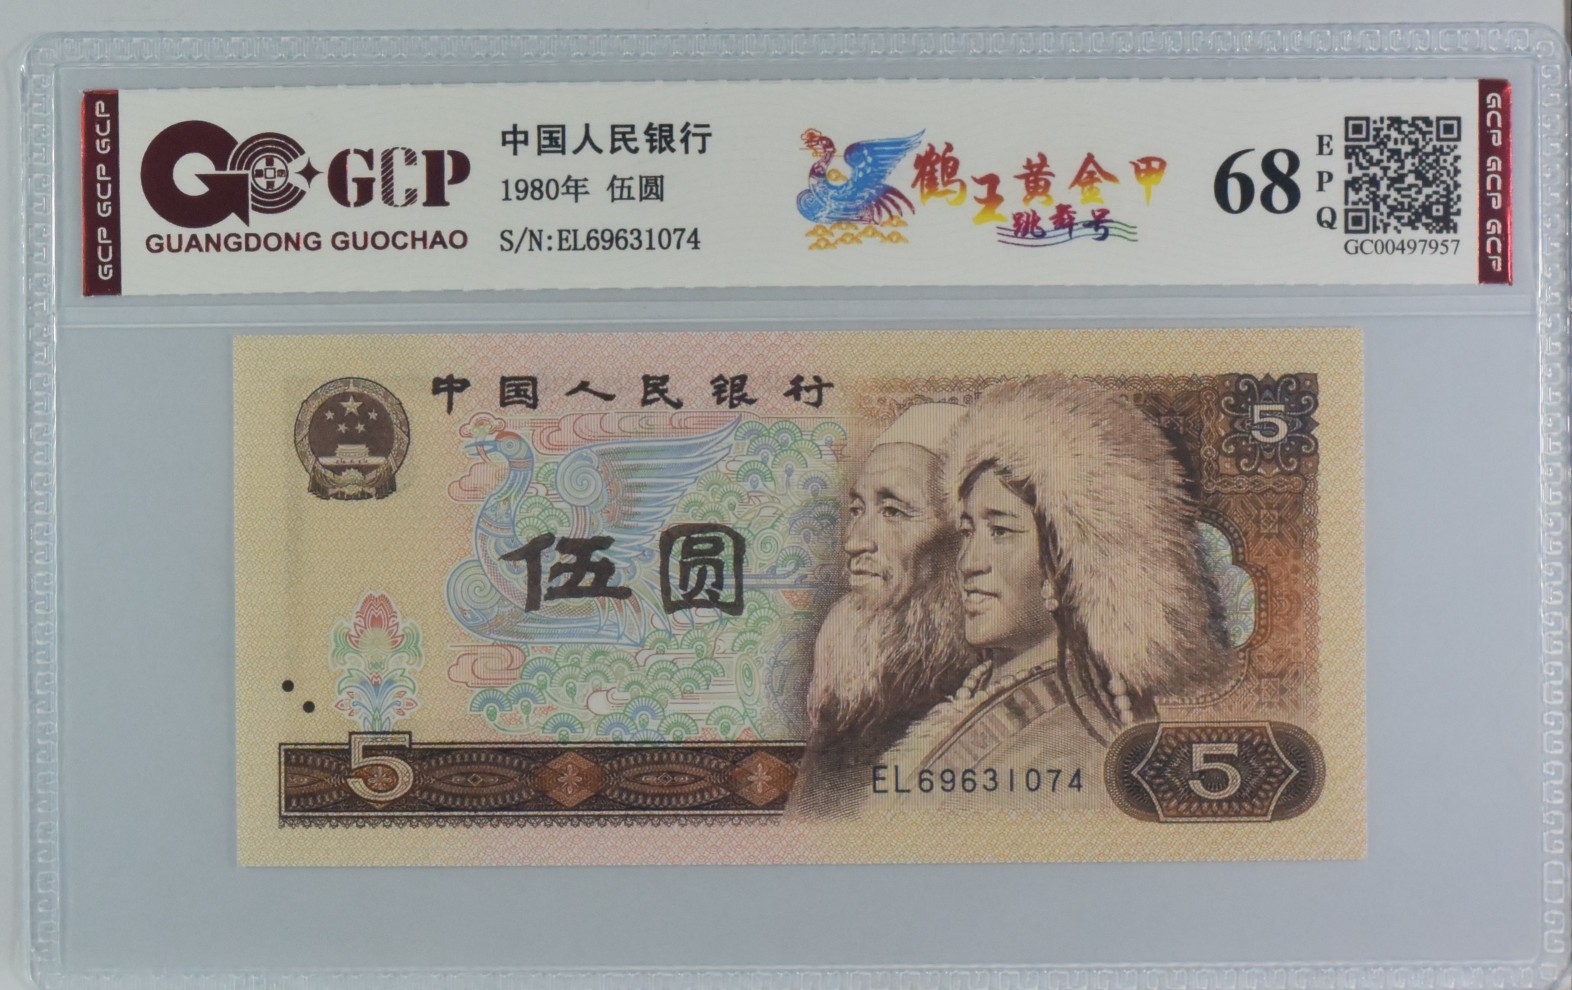 GCP GCP GCP
GCP
GUANGDONG GUOCHAO
中国人民银行
1980年 伍圆
S/N:EL69631074
鹤王黄金甲
跳舞号
68
EPQ
GC00497957
GCP GCP GCP
中国人民银行
5
伍圆
5
EL69631074
5